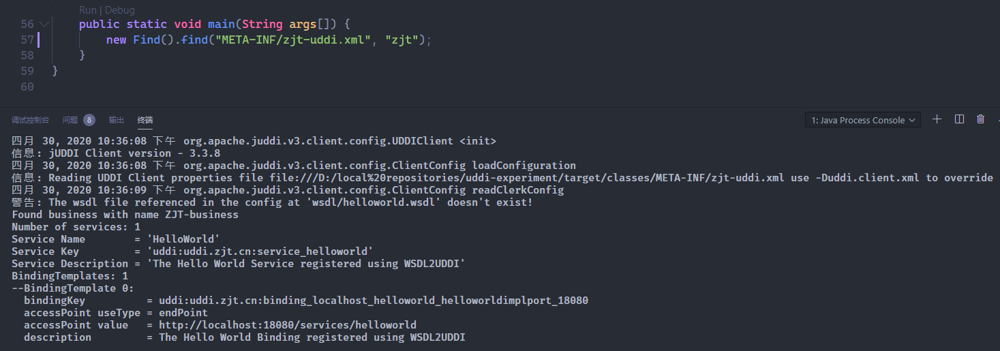 Run | Debug
56 public static void main(String args[]) {
57 new Find().find("META-INF/zjt-uddi.xml", "zjt");
58 }
59 }
60
调试控制台 问题 8 输出 终端 1: Java Process Console
四月 30, 2020 10:36:08 下午 org.apache.juddi.v3.client.config.UDDIClient <init>
信息: jUDDI Client version - 3.3.8
四月 30, 2020 10:36:08 下午 org.apache.juddi.v3.client.config.ClientConfig loadConfiguration
信息: Reading UDDI Client properties file file:///D:/local%20repositories/uddi-experiment/target/classes/META-INF/zjt-uddi.xml use -Duddi.client.xml to override
四月 30, 2020 10:36:09 下午 org.apache.juddi.v3.client.config.ClientConfig readClerkConfig
警告: The wsdl file referenced in the config at 'wsdl/helloworld.wsdl' doesn't exist!
Found business with name ZJT-business
Number of services: 1
Service Name        = 'HelloWorld'
Service Key         = 'uddi:uddi.zjt.cn:service_helloworld'
Service Description = 'The Hello World Service registered using WSDL2UDDI'
BindingTemplates: 1
--BindingTemplate 0:
  bindingKey          = uddi:uddi.zjt.cn:binding_localhost_helloworld_helloworldimplport_18080
  accessPoint useType = endPoint
  accessPoint value   = http://localhost:18080/services/helloworld
  description         = The Hello World Binding registered using WSDL2UDDI